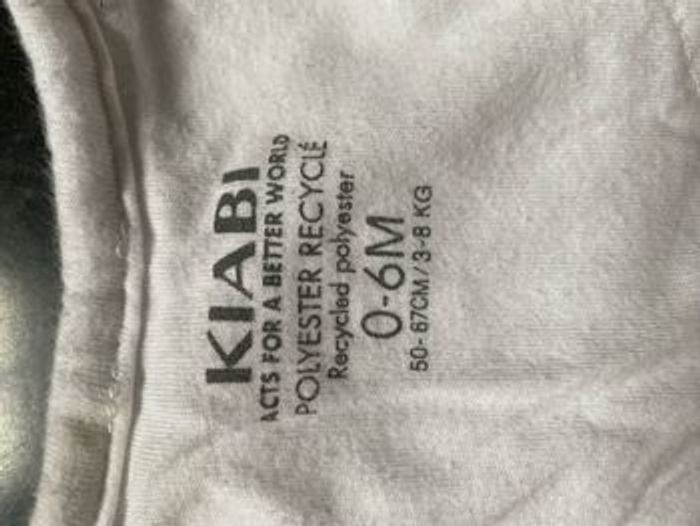 KIABI
ACTS FOR A BETTER WORLD
POLYESTER RECYCLÉ
Recycled polyester
0-6M
50-67CM/3-8 KG